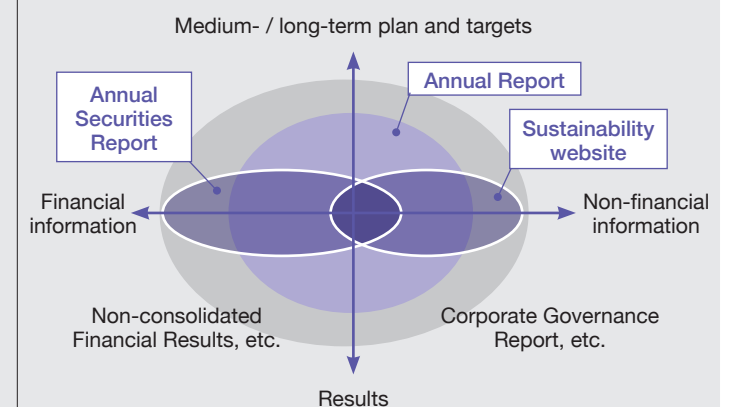 Medium- / long-term plan and targets
Annual
Securities
Report
Annual Report
Sustainability
website
Financial
information
Non-financial
information
Non-consolidated
Financial Results, etc.
Corporate Governance
Report, etc.
Results